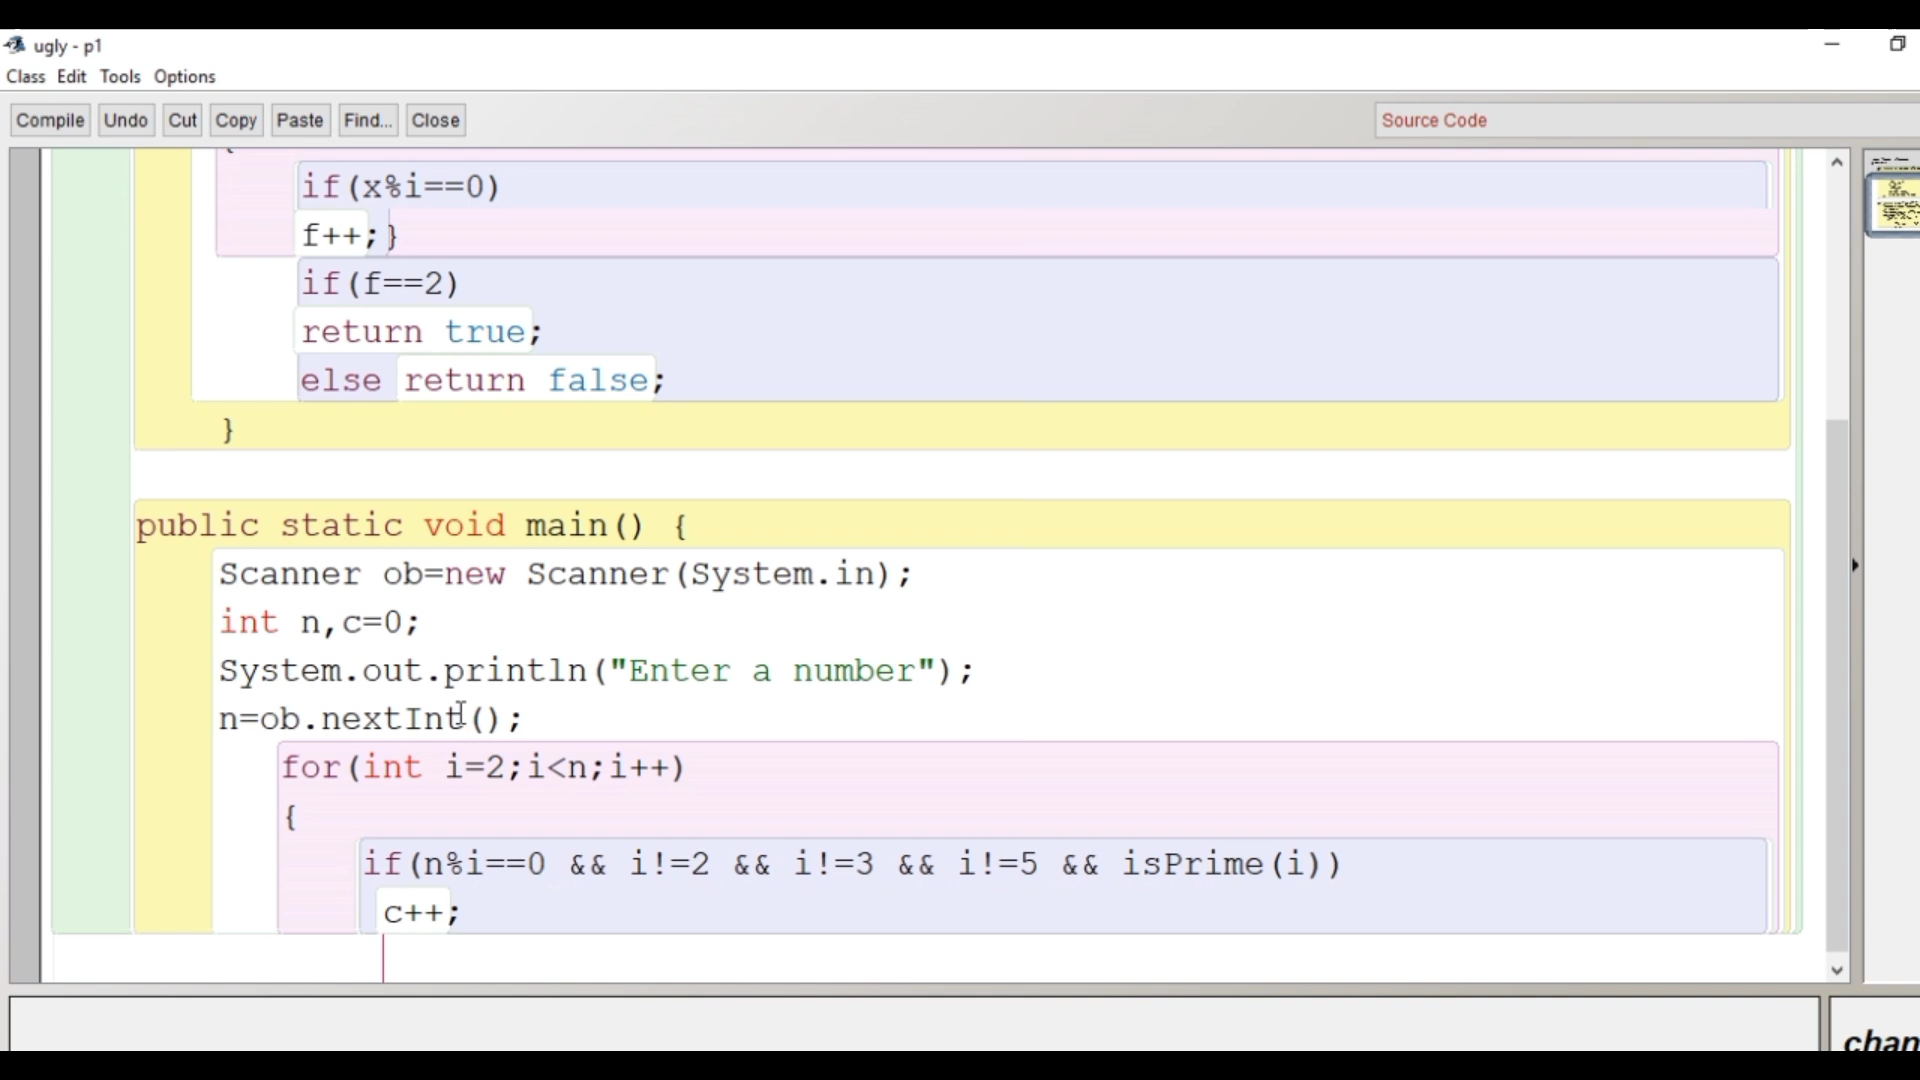 ugly - p1
Class Edit Tools Options
Compile Undo Cut Copy Paste Find... Close Source Code
{
if(x%i==0)
f++;}
if(f==2)
return true;
else return false;
}
public static void main() {
Scanner ob=new Scanner(System.in);
int n,c=0;
System.out.println("Enter a number");
n=ob.nextInt();
for(int i=2;i<n;i++)
{
if(n%i==0 && i!=2 && i!=3 && i!=5 && isPrime(i))
c++;
chan